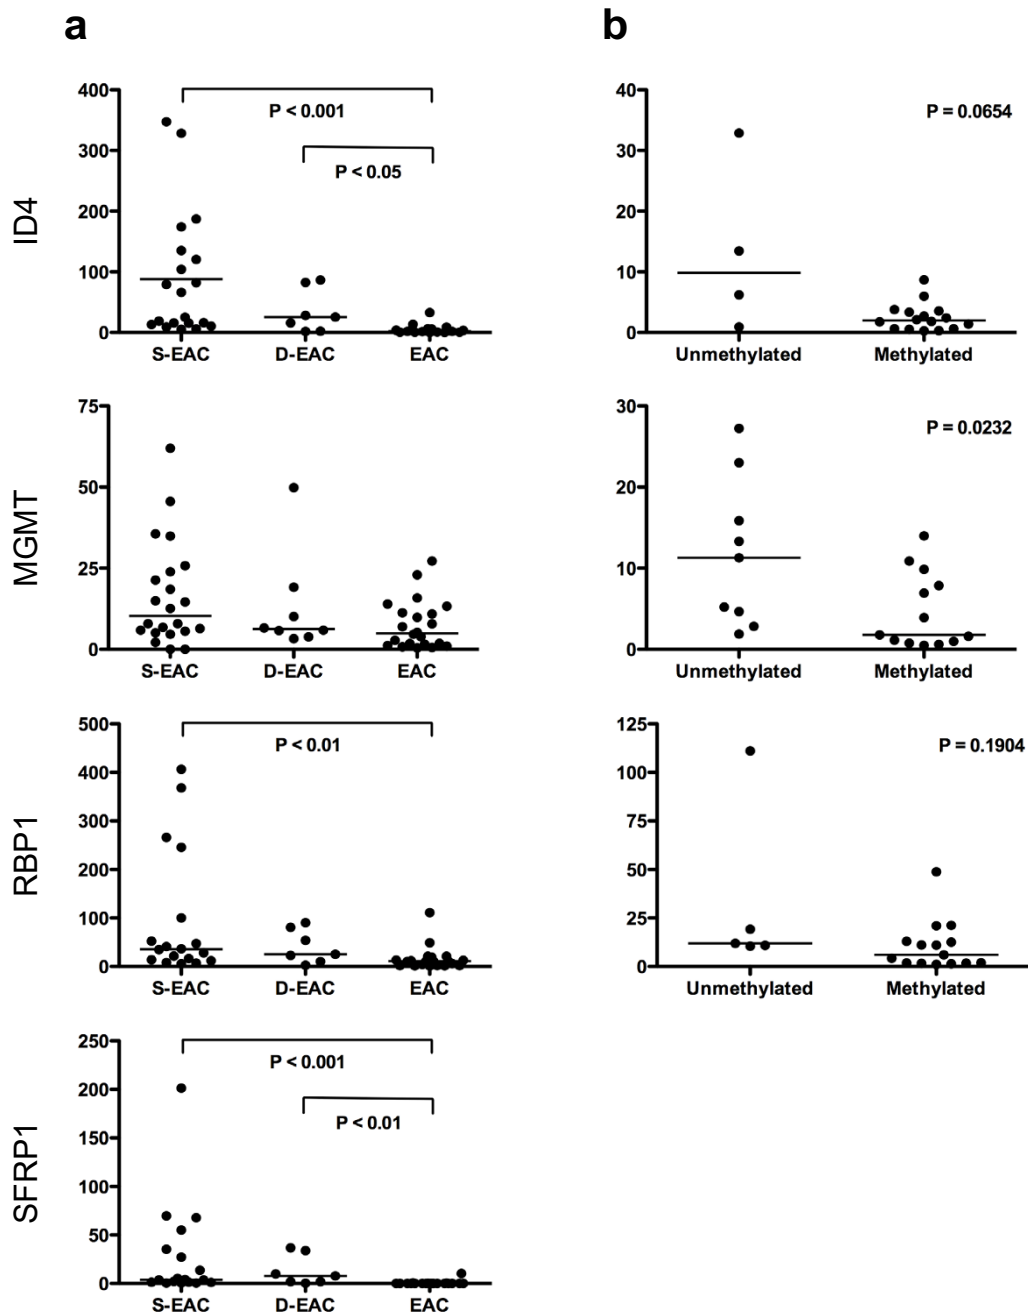 a
b
ID4
400
300
200
100
0
P < 0.001
P < 0.05
S-EAC D-EAC EAC
40
30
20
10
0
P = 0.0654
Unmethylated Methylated
MGMT
75
50
25
0
S-EAC D-EAC EAC
30
20
10
0
P = 0.0232
Unmethylated Methylated
RBP1
500
400
300
200
100
0
P < 0.01
S-EAC D-EAC EAC
125
100
75
50
25
0
P = 0.1904
Unmethylated Methylated
SFRP1
250
200
150
100
50
0
P < 0.001
P < 0.01
S-EAC D-EAC EAC